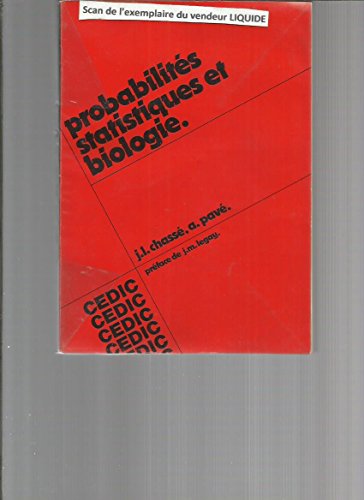 Scan de l'exemplaire du vendeur LIQUIDE
probabilités
statistiques et
biologie.
j.l. chassé. a. pavé.
préface de j.m. legay.
CEDIC
CEDIC
CEDIC
CEDIC
CEDIC